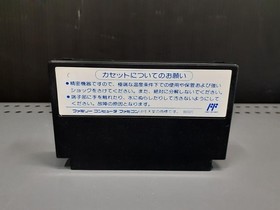 カセットについてのお願い
●精密機器ですので、極端な温度条件下での使用や保管および強い
ショックをさけてください。また、絶対に分解しないでください。
●端子部に手を触れたり、水にぬらしたりして汚さないようにして
ください。故障の原因となります。
ファミリーコンピュータ ファミコン
FF